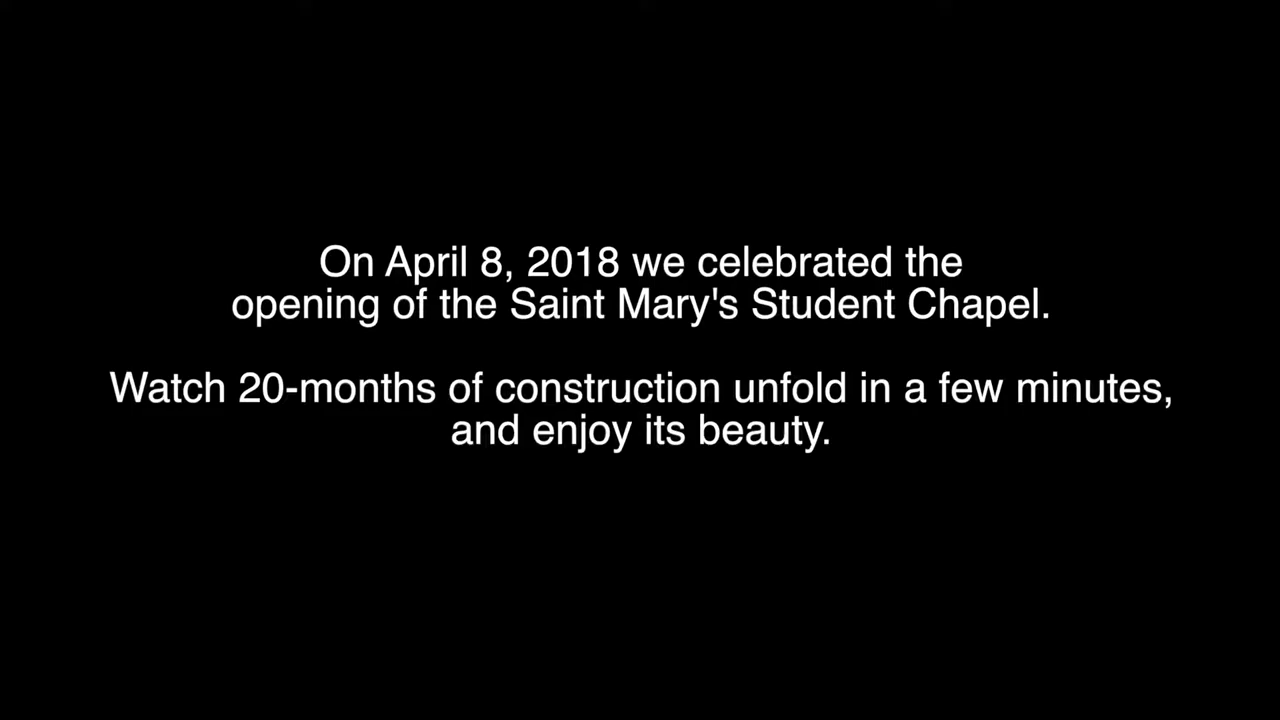 On April 8, 2018 we celebrated the
opening of the Saint Mary's Student Chapel.
Watch 20-months of construction unfold in a few minutes,
and enjoy its beauty.